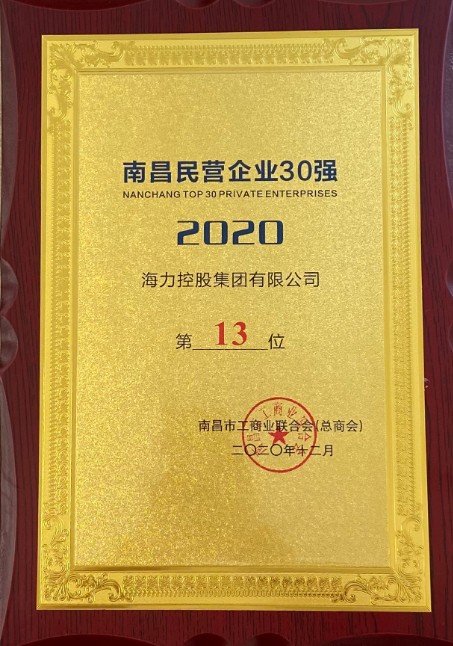 南昌民营企业30强
NANCHANG TOP 30 PRIVATE ENTERPRISES
2020
海力控股集团有限公司
第13位
南昌市工商业联合会(总商会)
二〇二〇年十二月